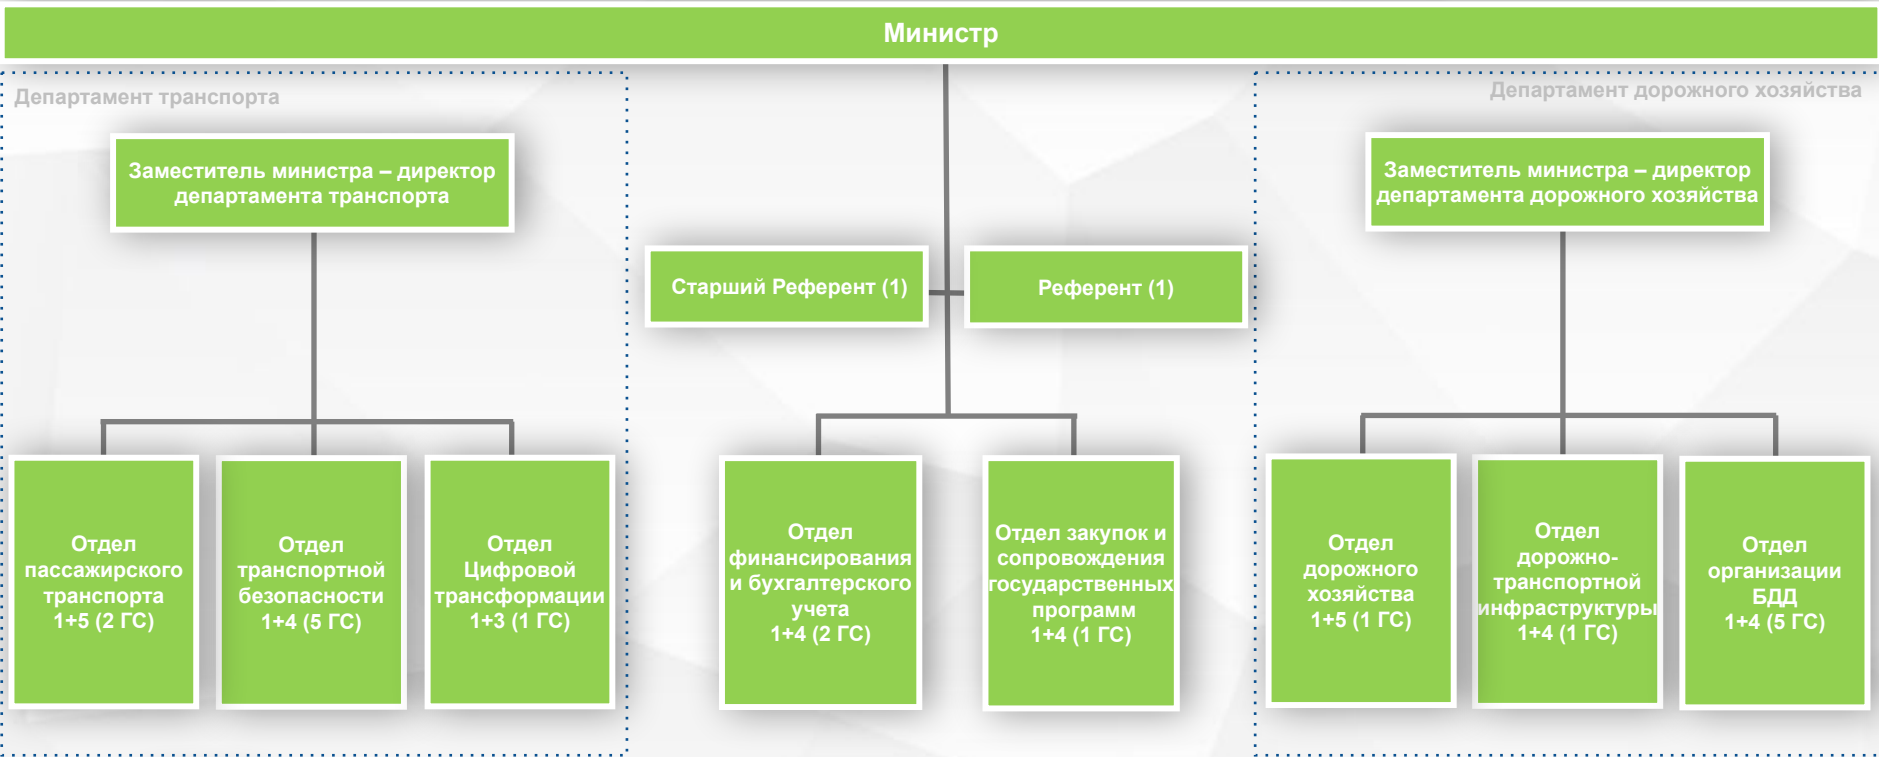 Министр
Департамент транспорта
Заместитель министра – директор
департамента транспорта
Отдел
пассажирского
транспорта
1+5 (2 ГС)
Отдел
транспортной
безопасности
1+4 (5 ГС)
Отдел
Цифровой
трансформации
1+3 (1 ГС)
Старший Референт (1)
Референт (1)
Отдел
финансирования
и бухгалтерского
учета
1+4 (2 ГС)
Отдел закупок и
сопровождения
государственных
программ
1+4 (1 ГС)
Департамент дорожного хозяйства
Заместитель министра – директор
департамента дорожного хозяйства
Отдел
дорожного
хозяйства
1+5 (1 ГС)
Отдел
дорожно-
транспортной
инфраструктуры
1+4 (1 ГС)
Отдел
организации
БДД
1+4 (5 ГС)